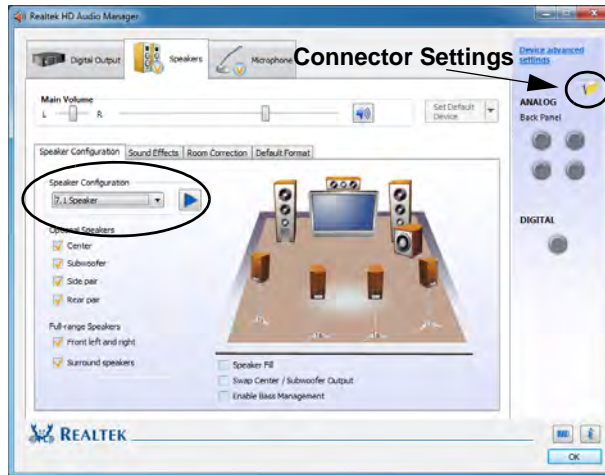 Realtek HD Audio Manager
Digital Output
Speakers
Microphone
Connector Settings
Device advanced
settings
Main Volume
L
R
Set Default
Device
ANALOG
Back Panel
Speaker Configuration
Sound Effects
Room Correction
Default Format
Speaker Configuration
7.1 Speaker
Optional Speakers
Center
Subwoofer
Side pair
Rear pair
DIGITAL
Full-range Speakers
Front left and right
Surround speakers
Speaker Fill
Swap Center / Subwoofer Output
Enable Bass Management
REALTEK
OK